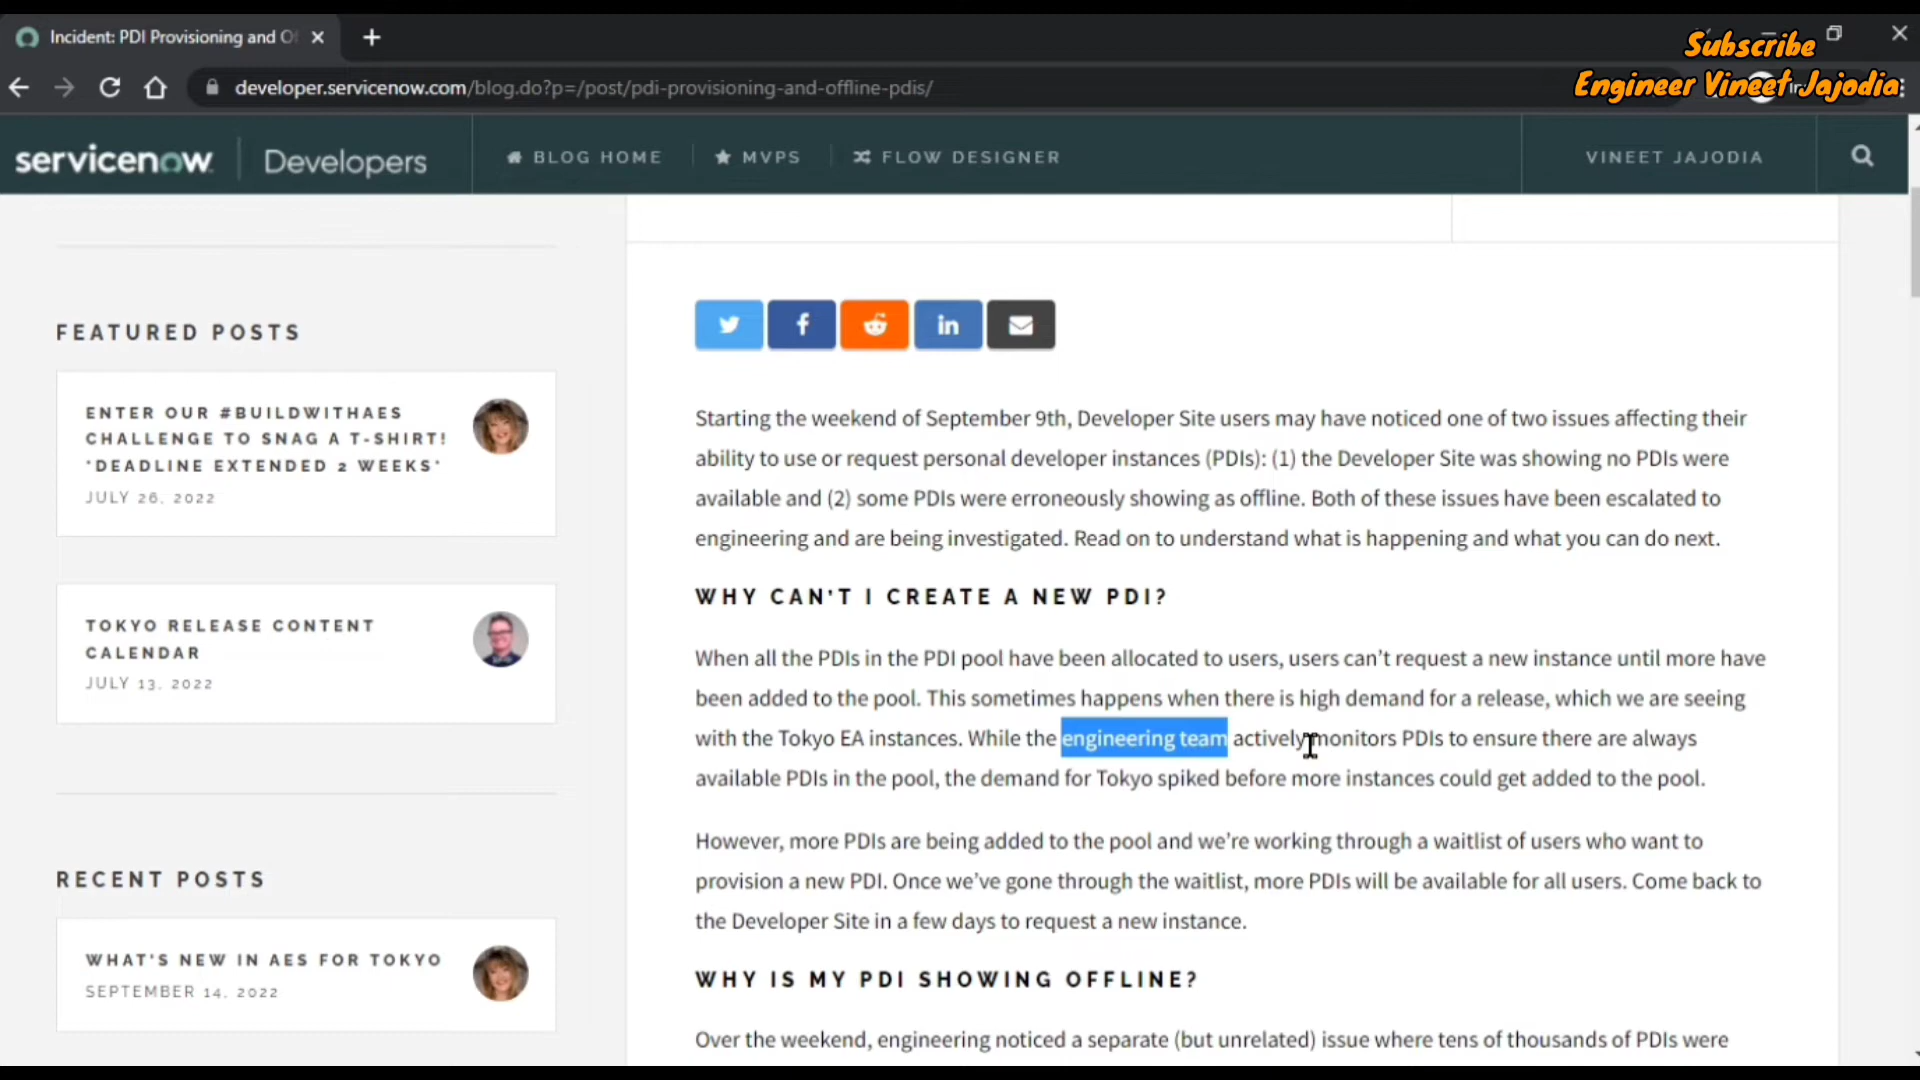 Incident: PDI Provisioning and Of
Subscribe
Engineer Vineet Jajodia
developer.servicenow.com/blog.do?p=/post/pdi-provisioning-and-offline-pdis/
servicenow
Developers
BLOG HOME
MVPS
FLOW DESIGNER
VINEET JAJODIA
FEATURED POSTS
ENTER OUR #BUILDWITHAES
CHALLENGE TO SNAG A T-SHIRT!
*DEADLINE EXTENDED 2 WEEKS*
JULY 26, 2022
TOKYO RELEASE CONTENT
CALENDAR
JULY 13, 2022
RECENT POSTS
WHAT'S NEW IN AES FOR TOKYO
SEPTEMBER 14, 2022
Starting the weekend of September 9th, Developer Site users may have noticed one of two issues affecting their
ability to use or request personal developer instances (PDIs): (1) the Developer Site was showing no PDIs were
available and (2) some PDIs were erroneously showing as offline. Both of these issues have been escalated to
engineering and are being investigated. Read on to understand what is happening and what you can do next.
WHY CAN'T I CREATE A NEW PDI?
When all the PDIs in the PDI pool have been allocated to users, users can't request a new instance until more have
been added to the pool. This sometimes happens when there is high demand for a release, which we are seeing
with the Tokyo EA instances. While the engineering team actively monitors PDIs to ensure there are always
available PDIs in the pool, the demand for Tokyo spiked before more instances could get added to the pool.
However, more PDIs are being added to the pool and we're working through a waitlist of users who want to
provision a new PDI. Once we've gone through the waitlist, more PDIs will be available for all users. Come back to
the Developer Site in a few days to request a new instance.
WHY IS MY PDI SHOWING OFFLINE?
Over the weekend, engineering noticed a separate (but unrelated) issue where tens of thousands of PDIs were